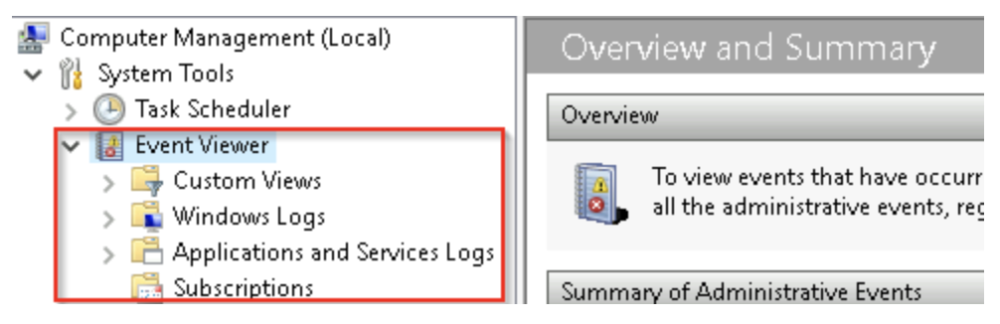 Computer Management (Local)
System Tools
Task Scheduler
Event Viewer
Custom Views
Windows Logs
Applications and Services Logs
Subscriptions
Overview and Summary
Overview
To view events that have occurr
all the administrative events, reg
Summary of Administrative Events